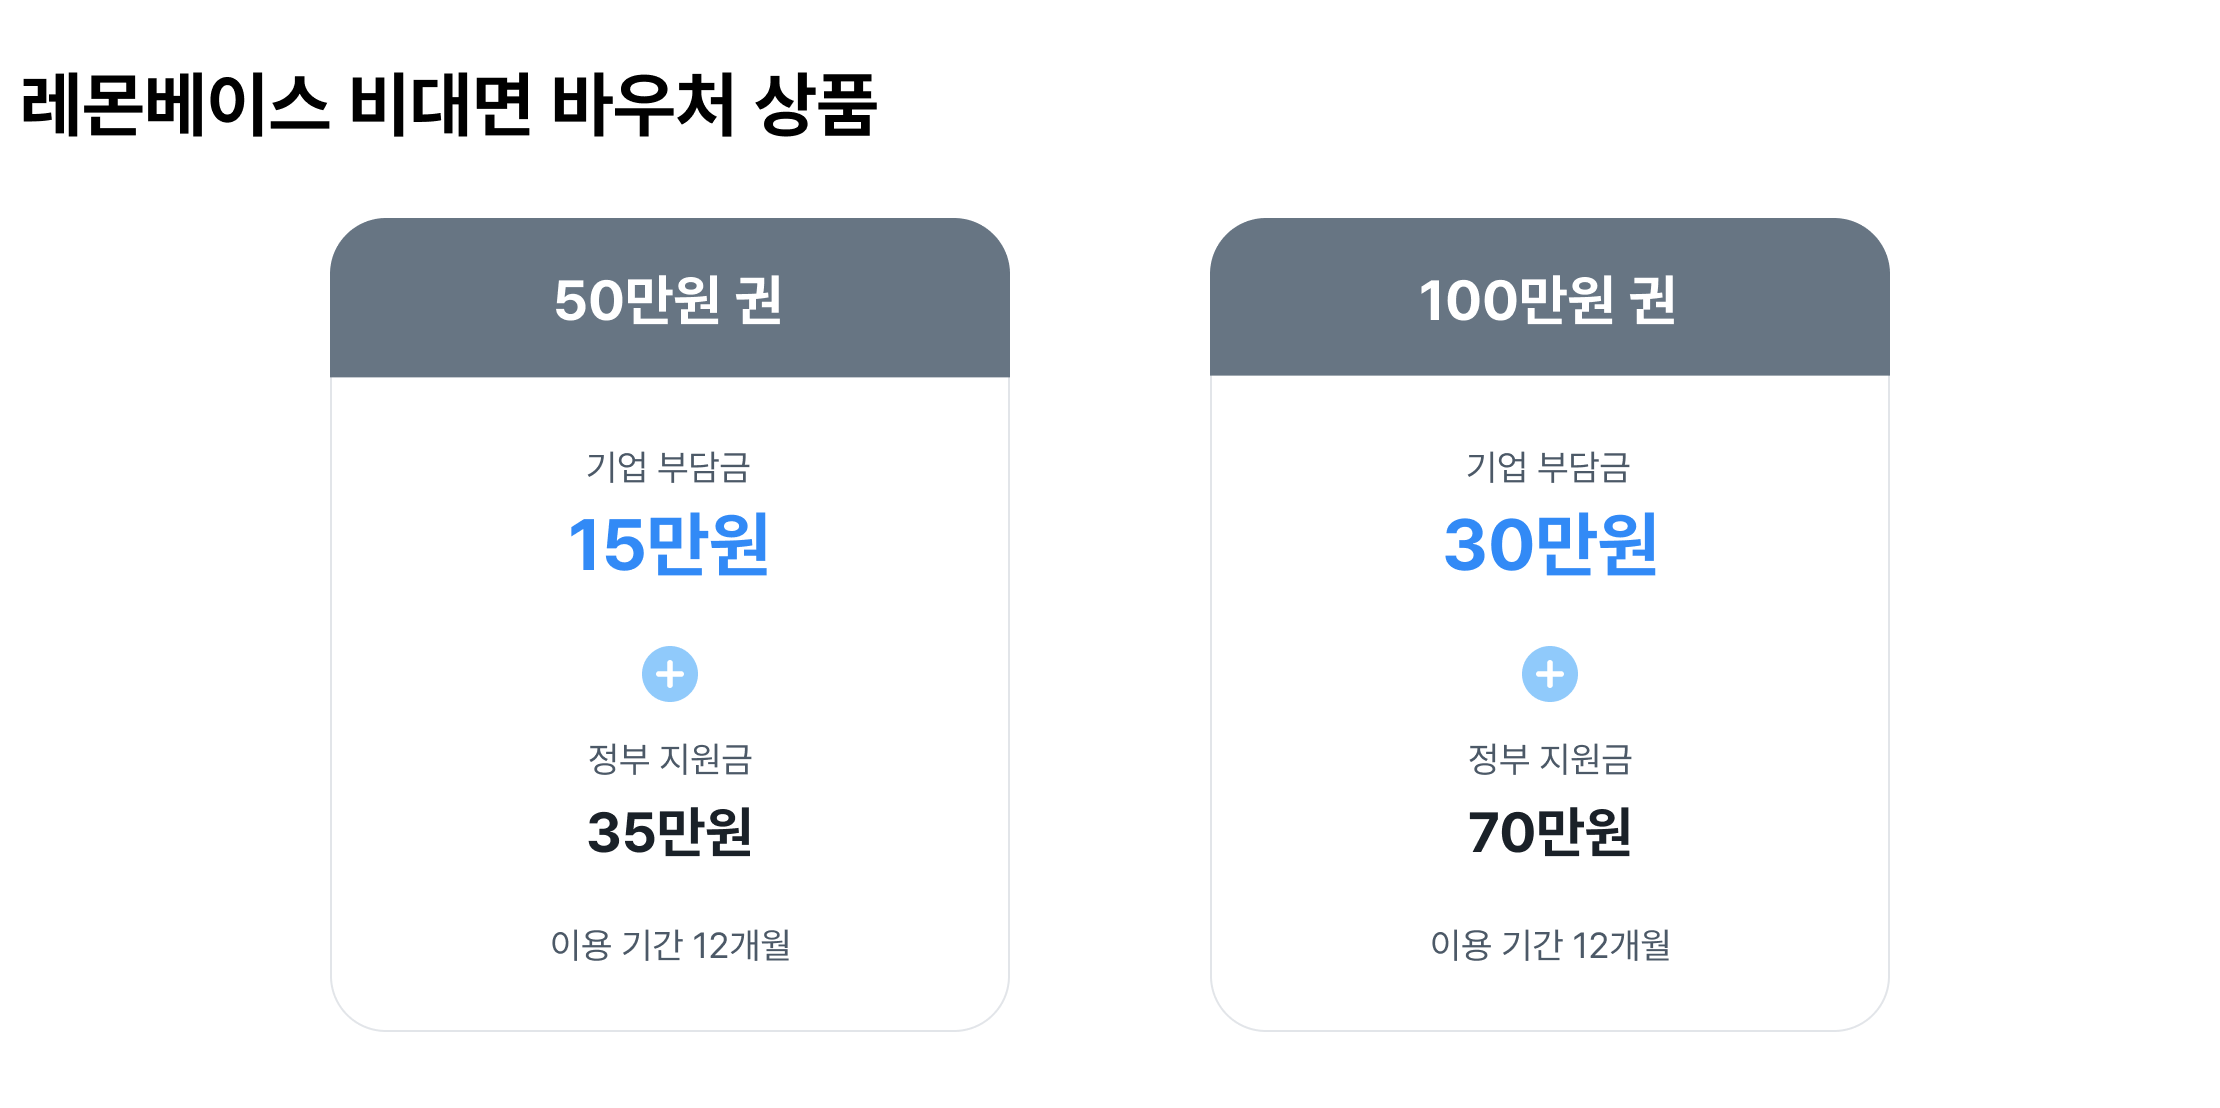 레몬베이스 비대면 바우처 상품
50만원 권
기업 부담금
15만원
+
정부 지원금
35만원
이용 기간 12개월
100만원 권
기업 부담금
30만원
+
정부 지원금
70만원
이용 기간 12개월